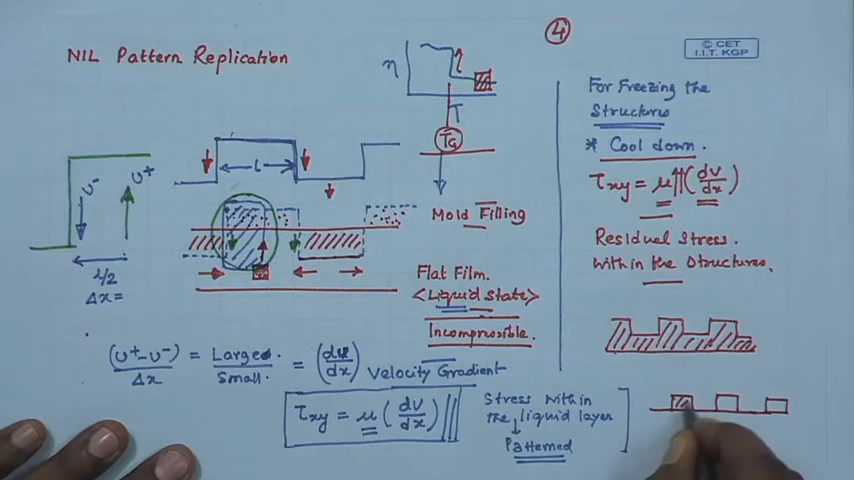 4
© CET
I.I.T. KGP
NIL Pattern Replication
η
T
TG
υ-
υ+
l
l/2
Δx=
Mold Filling
Flat Film.
<Liquid State>
Incompressible.
(υ+-υ-)/Δx = Large/Small. = (dv/dx) Velocity Gradient
τxy = μ (dv/dx)
Stress within
the liquid layer
Patterned
For Freezing the
Structures
* Cool down.
τxy = μ↑↑(dv/dx)
Residual Stress.
within the Structures.